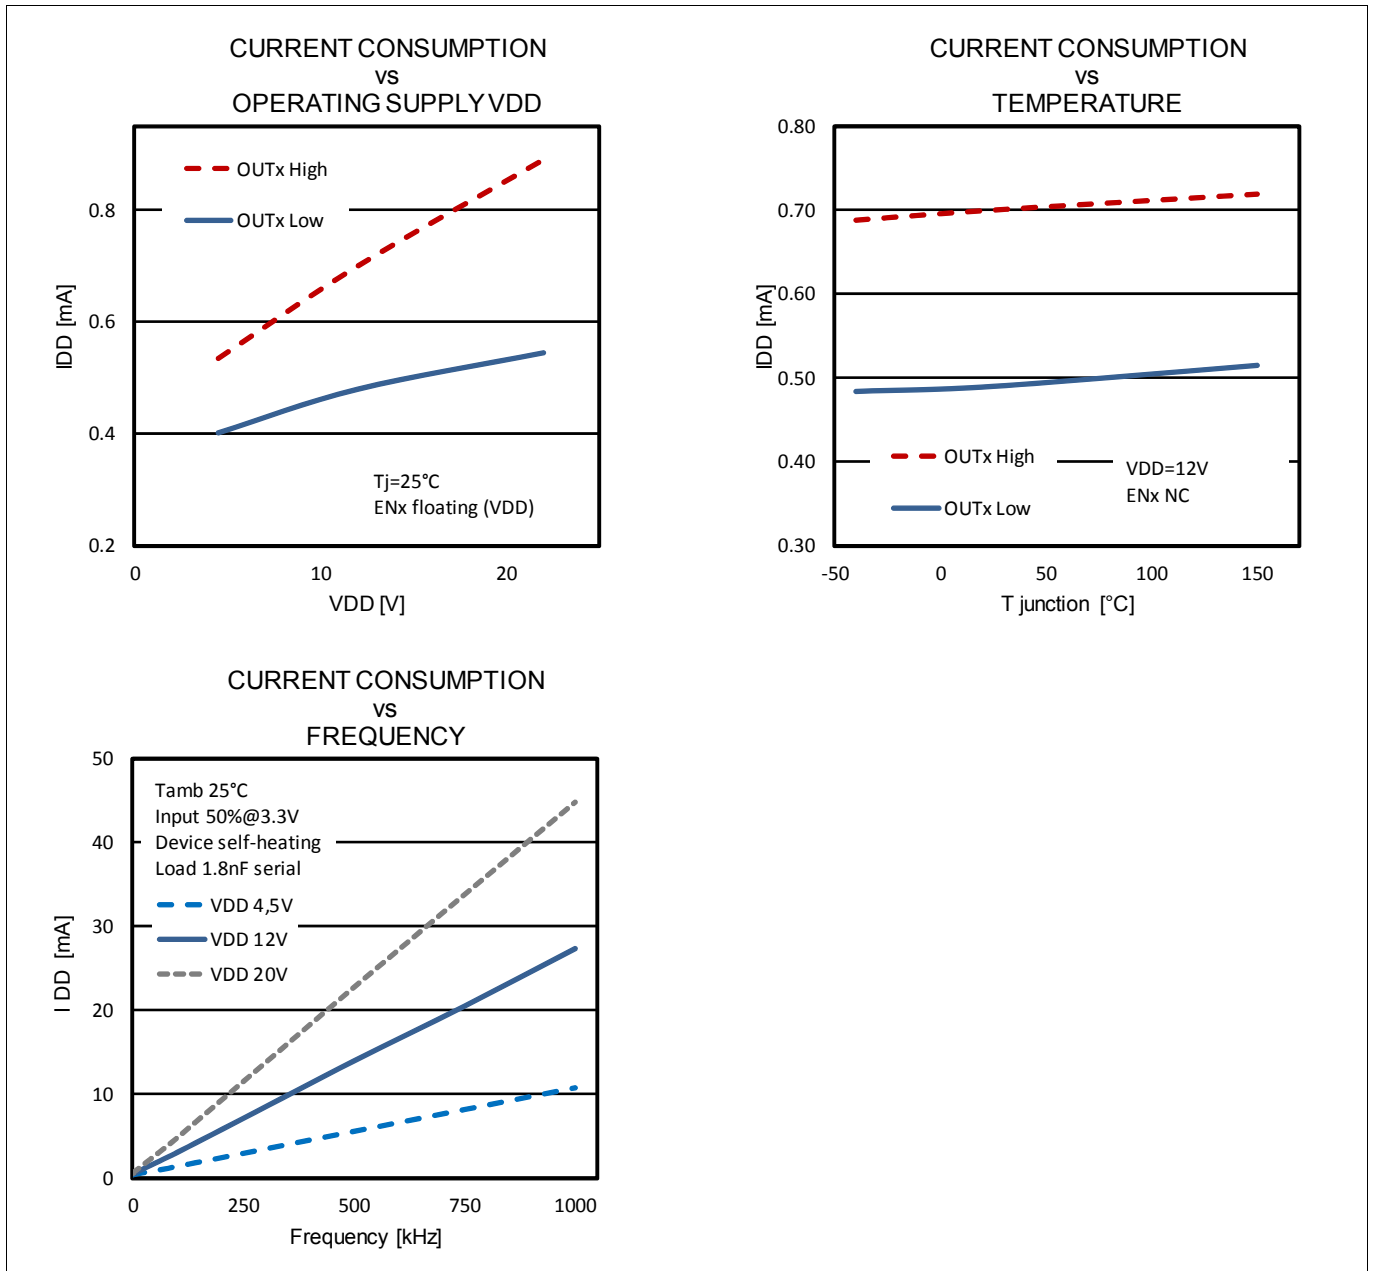 CURRENT CONSUMPTION
vs
OPERATING SUPPLY VDD
OUTx High
OUTx Low
Tj=25°C
ENx floating (VDD)
0.8
0.6
0.4
0.2
IDD [mA]
0 10 20
VDD [V]
CURRENT CONSUMPTION
vs
TEMPERATURE
0.80
0.70
0.60
0.50
0.40
0.30
IDD [mA]
OUTx High
OUTx Low
VDD=12V
ENx NC
-50 0 50 100 150
T junction [°C]
CURRENT CONSUMPTION
vs
FREQUENCY
50
40
30
20
10
0
I DD [mA]
Tamb 25°C
Input 50%@3.3V
Device self-heating
Load 1.8nF serial
VDD 4,5V
VDD 12V
VDD 20V
0 250 500 750 1000
Frequency [kHz]